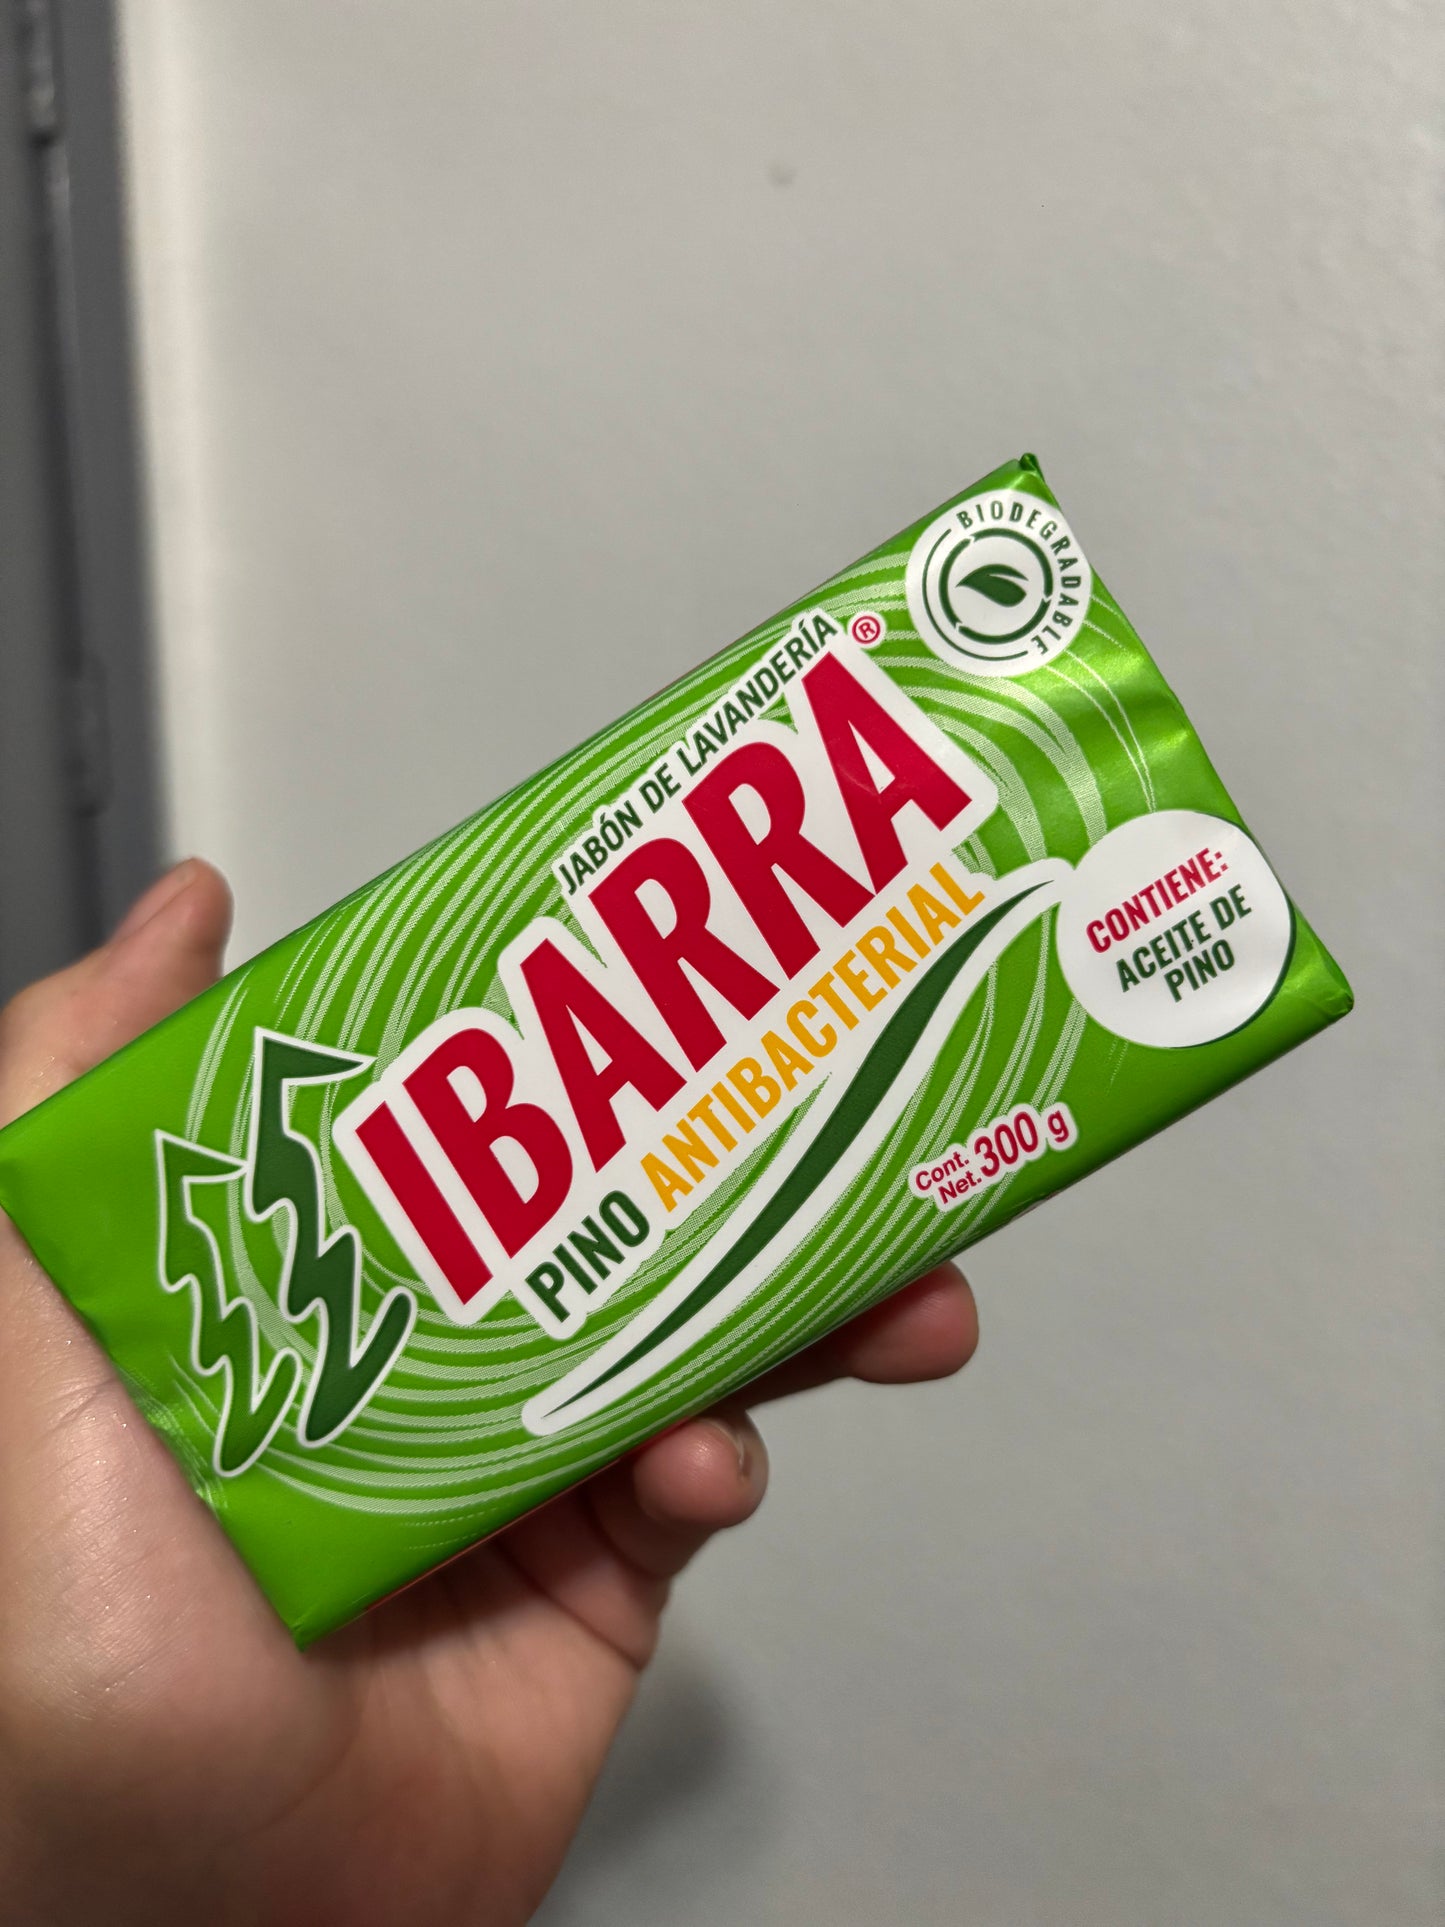 BIODEGRADABLE
JABÓN DE LAVANDERÍA
IBARRA®
PINO ANTIBACTERIAL
CONTIENE:
ACEITE DE
PINO
Cont.
Net. 300 g